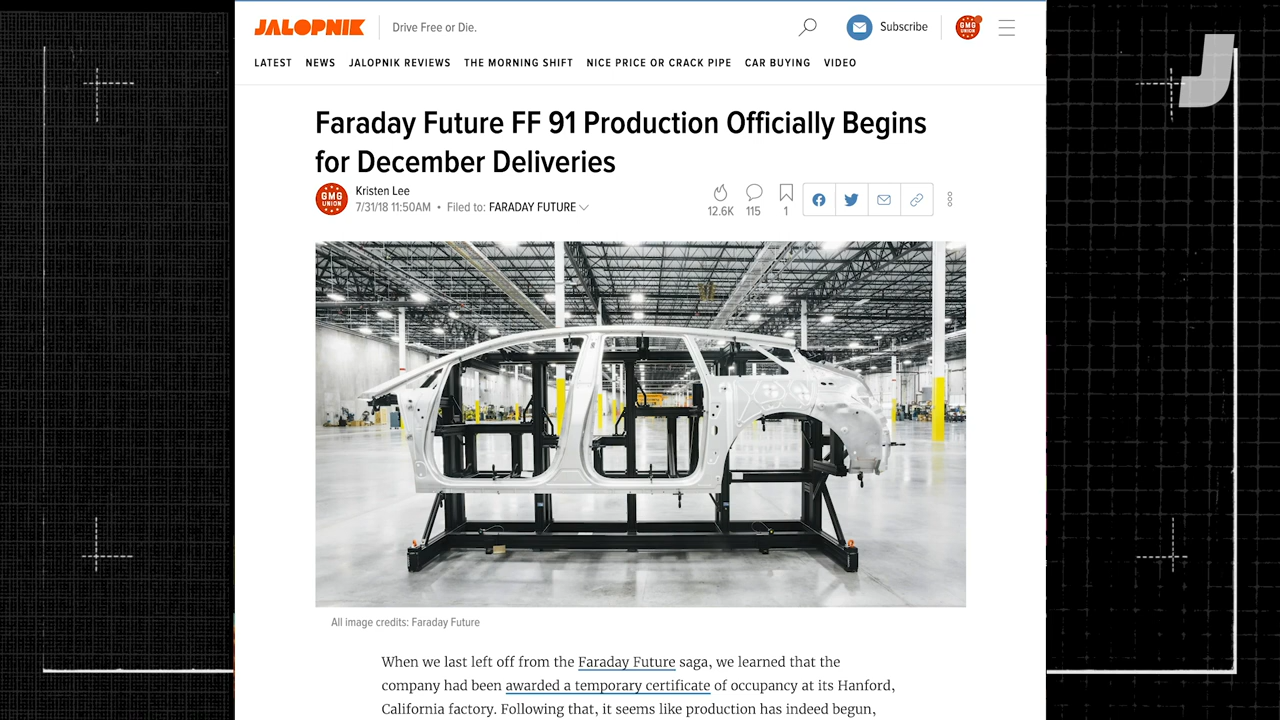 JALOPNIK
Drive Free or Die.
Subscribe
GMG
UNION
LATEST NEWS JALOPNIK REVIEWS THE MORNING SHIFT NICE PRICE OR CRACK PIPE CAR BUYING VIDEO
J
Faraday Future FF 91 Production Officially Begins
for December Deliveries
GMG
UNION
Kristen Lee
7/31/18 11:50AM • Filed to: FARADAY FUTURE
12.6K 115 1
All image credits: Faraday Future
When we last left off from the Faraday Future saga, we learned that the
company had been awarded a temporary certificate of occupancy at its Hanford,
California factory. Following that, it seems like production has indeed begun,